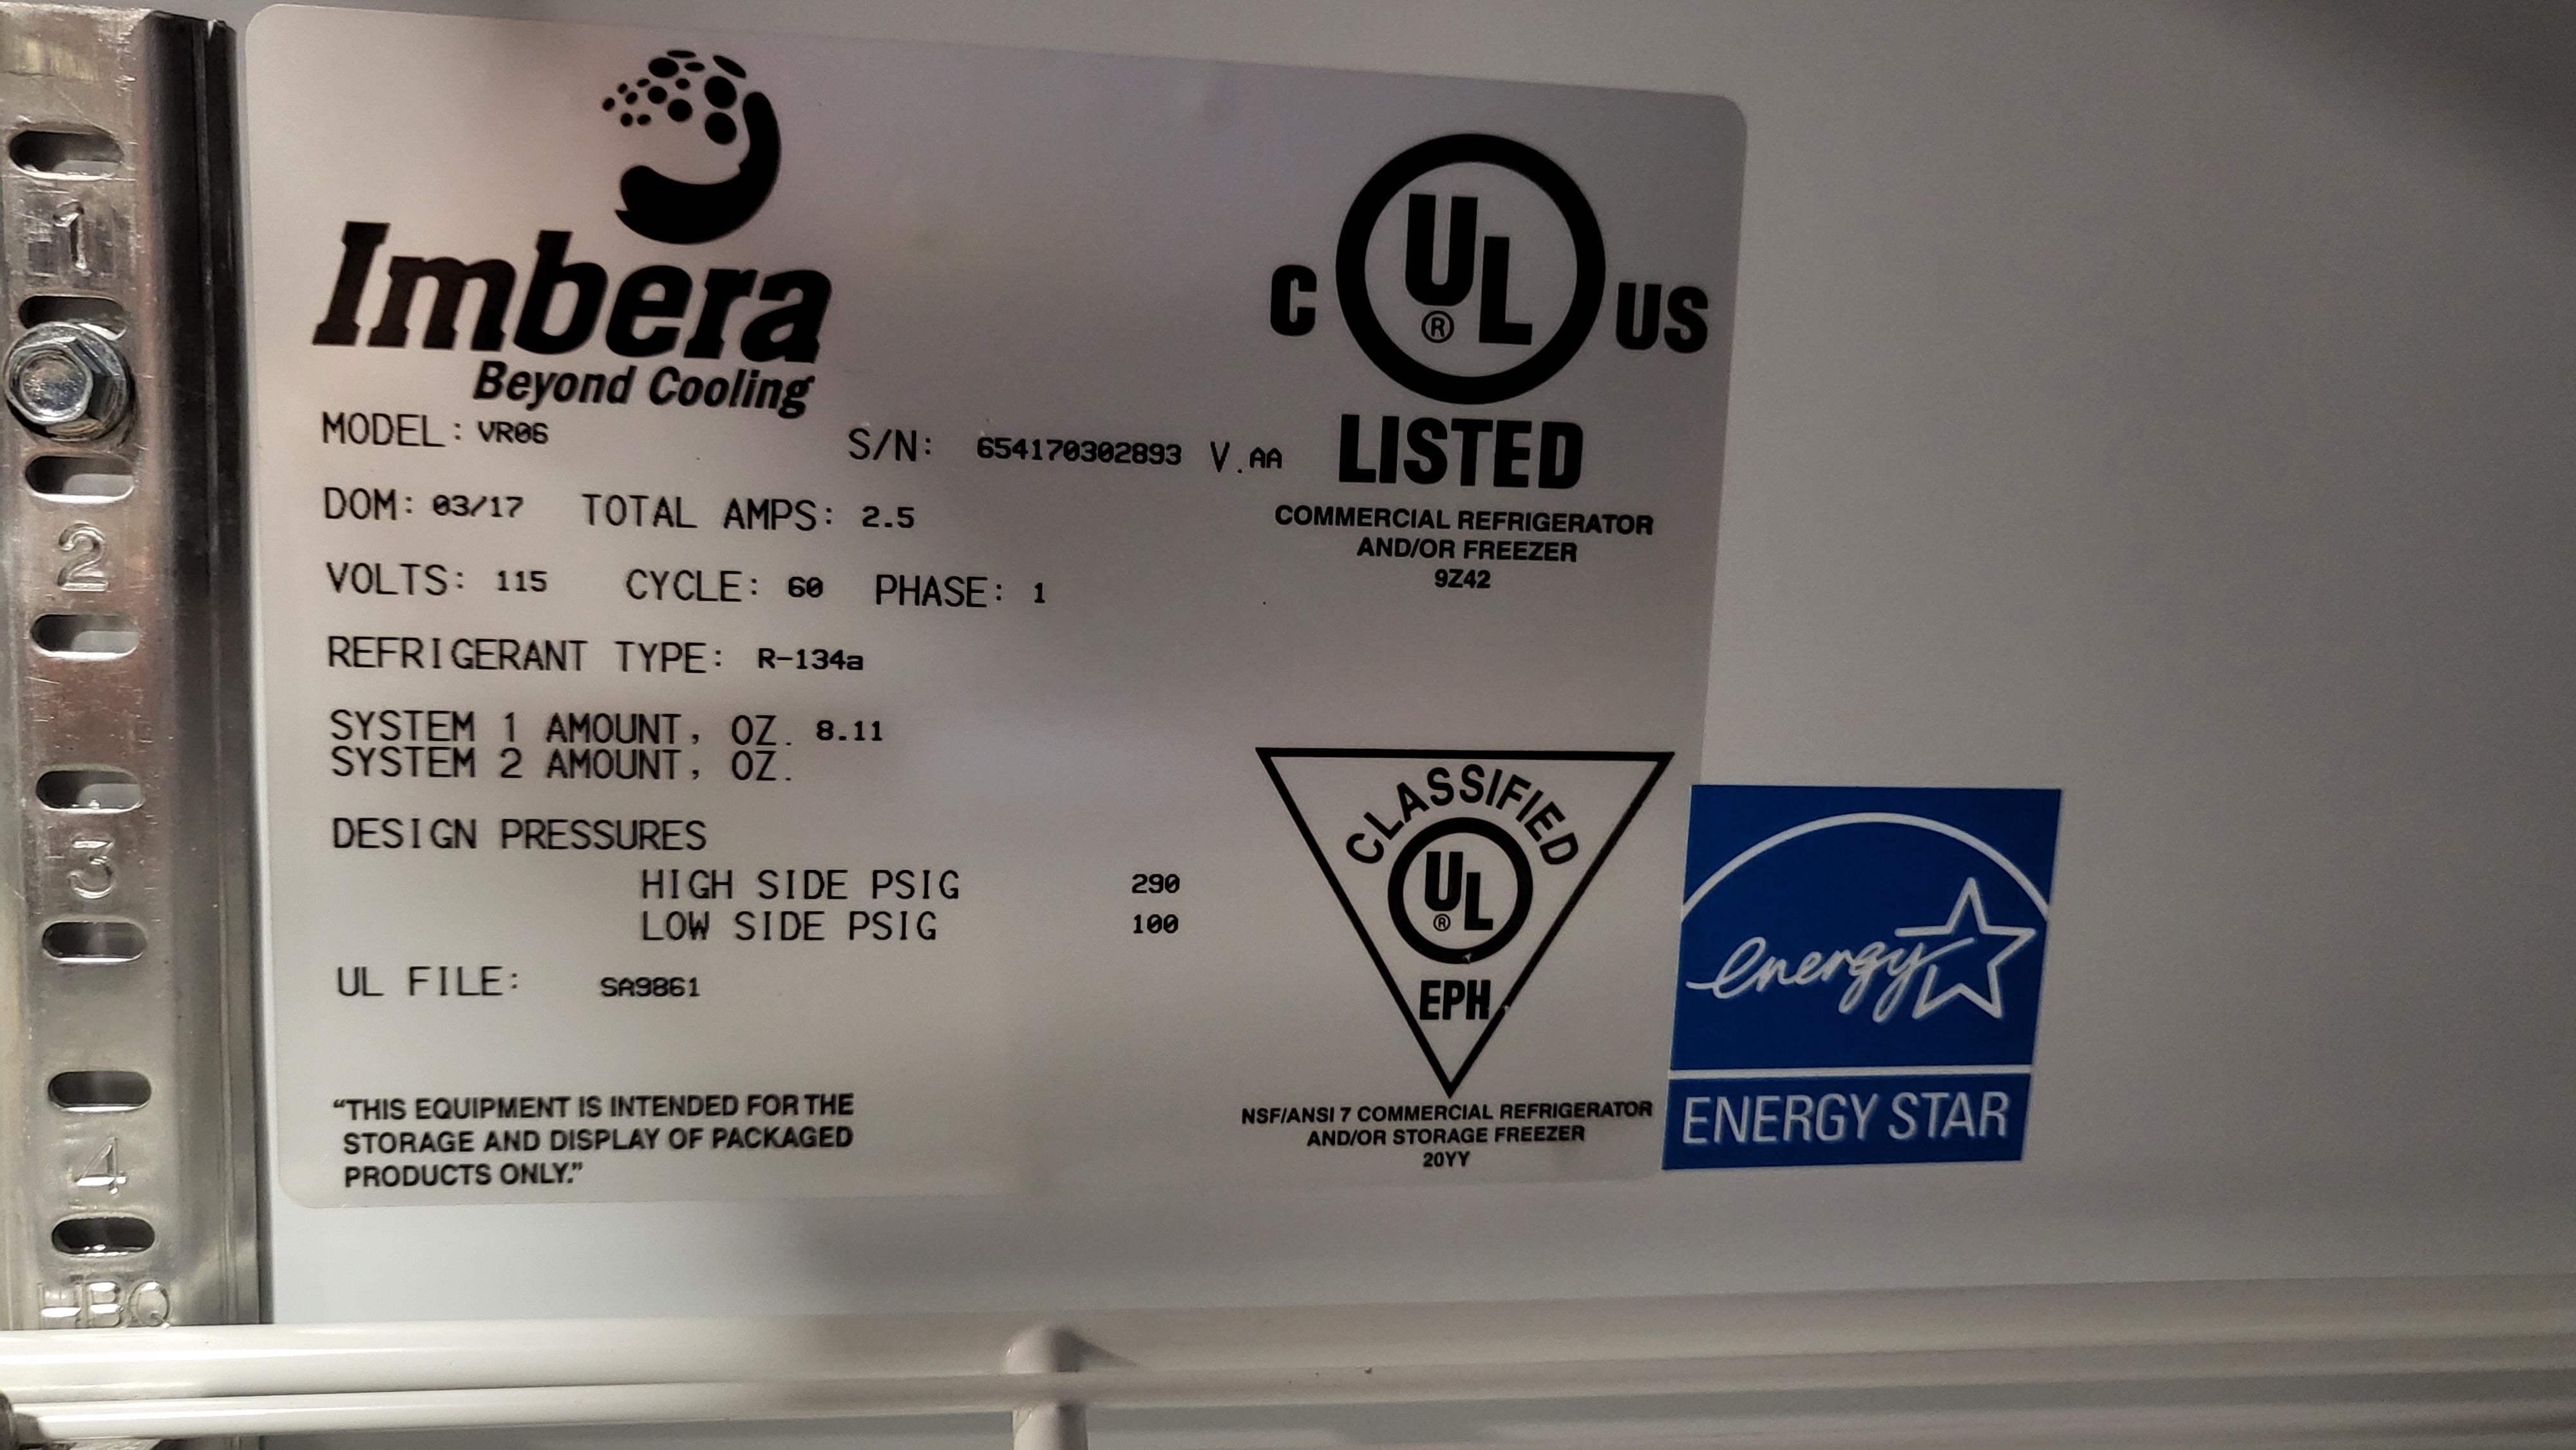 Imbera
Beyond Cooling
MODEL: VR06 S/N: 654170302893 V.AA
DOM: 03/17 TOTAL AMPS: 2.5
VOLTS: 115 CYCLE: 60 PHASE: 1
REFRIGERANT TYPE: R-134a
SYSTEM 1 AMOUNT, OZ. 8.11
SYSTEM 2 AMOUNT, OZ.
DESIGN PRESSURES
HIGH SIDE PSIG 290
LOW SIDE PSIG 100
UL FILE: SA9861
“THIS EQUIPMENT IS INTENDED FOR THE
STORAGE AND DISPLAY OF PACKAGED
PRODUCTS ONLY.”
C UL® US
LISTED
COMMERCIAL REFRIGERATOR
AND/OR FREEZER
9Z42
CLASSIFIED
UL®
EPH
NSF/ANSI 7 COMMERCIAL REFRIGERATOR
AND/OR STORAGE FREEZER
20YY
energy
ENERGY STAR
1
2
3
4
HBQ